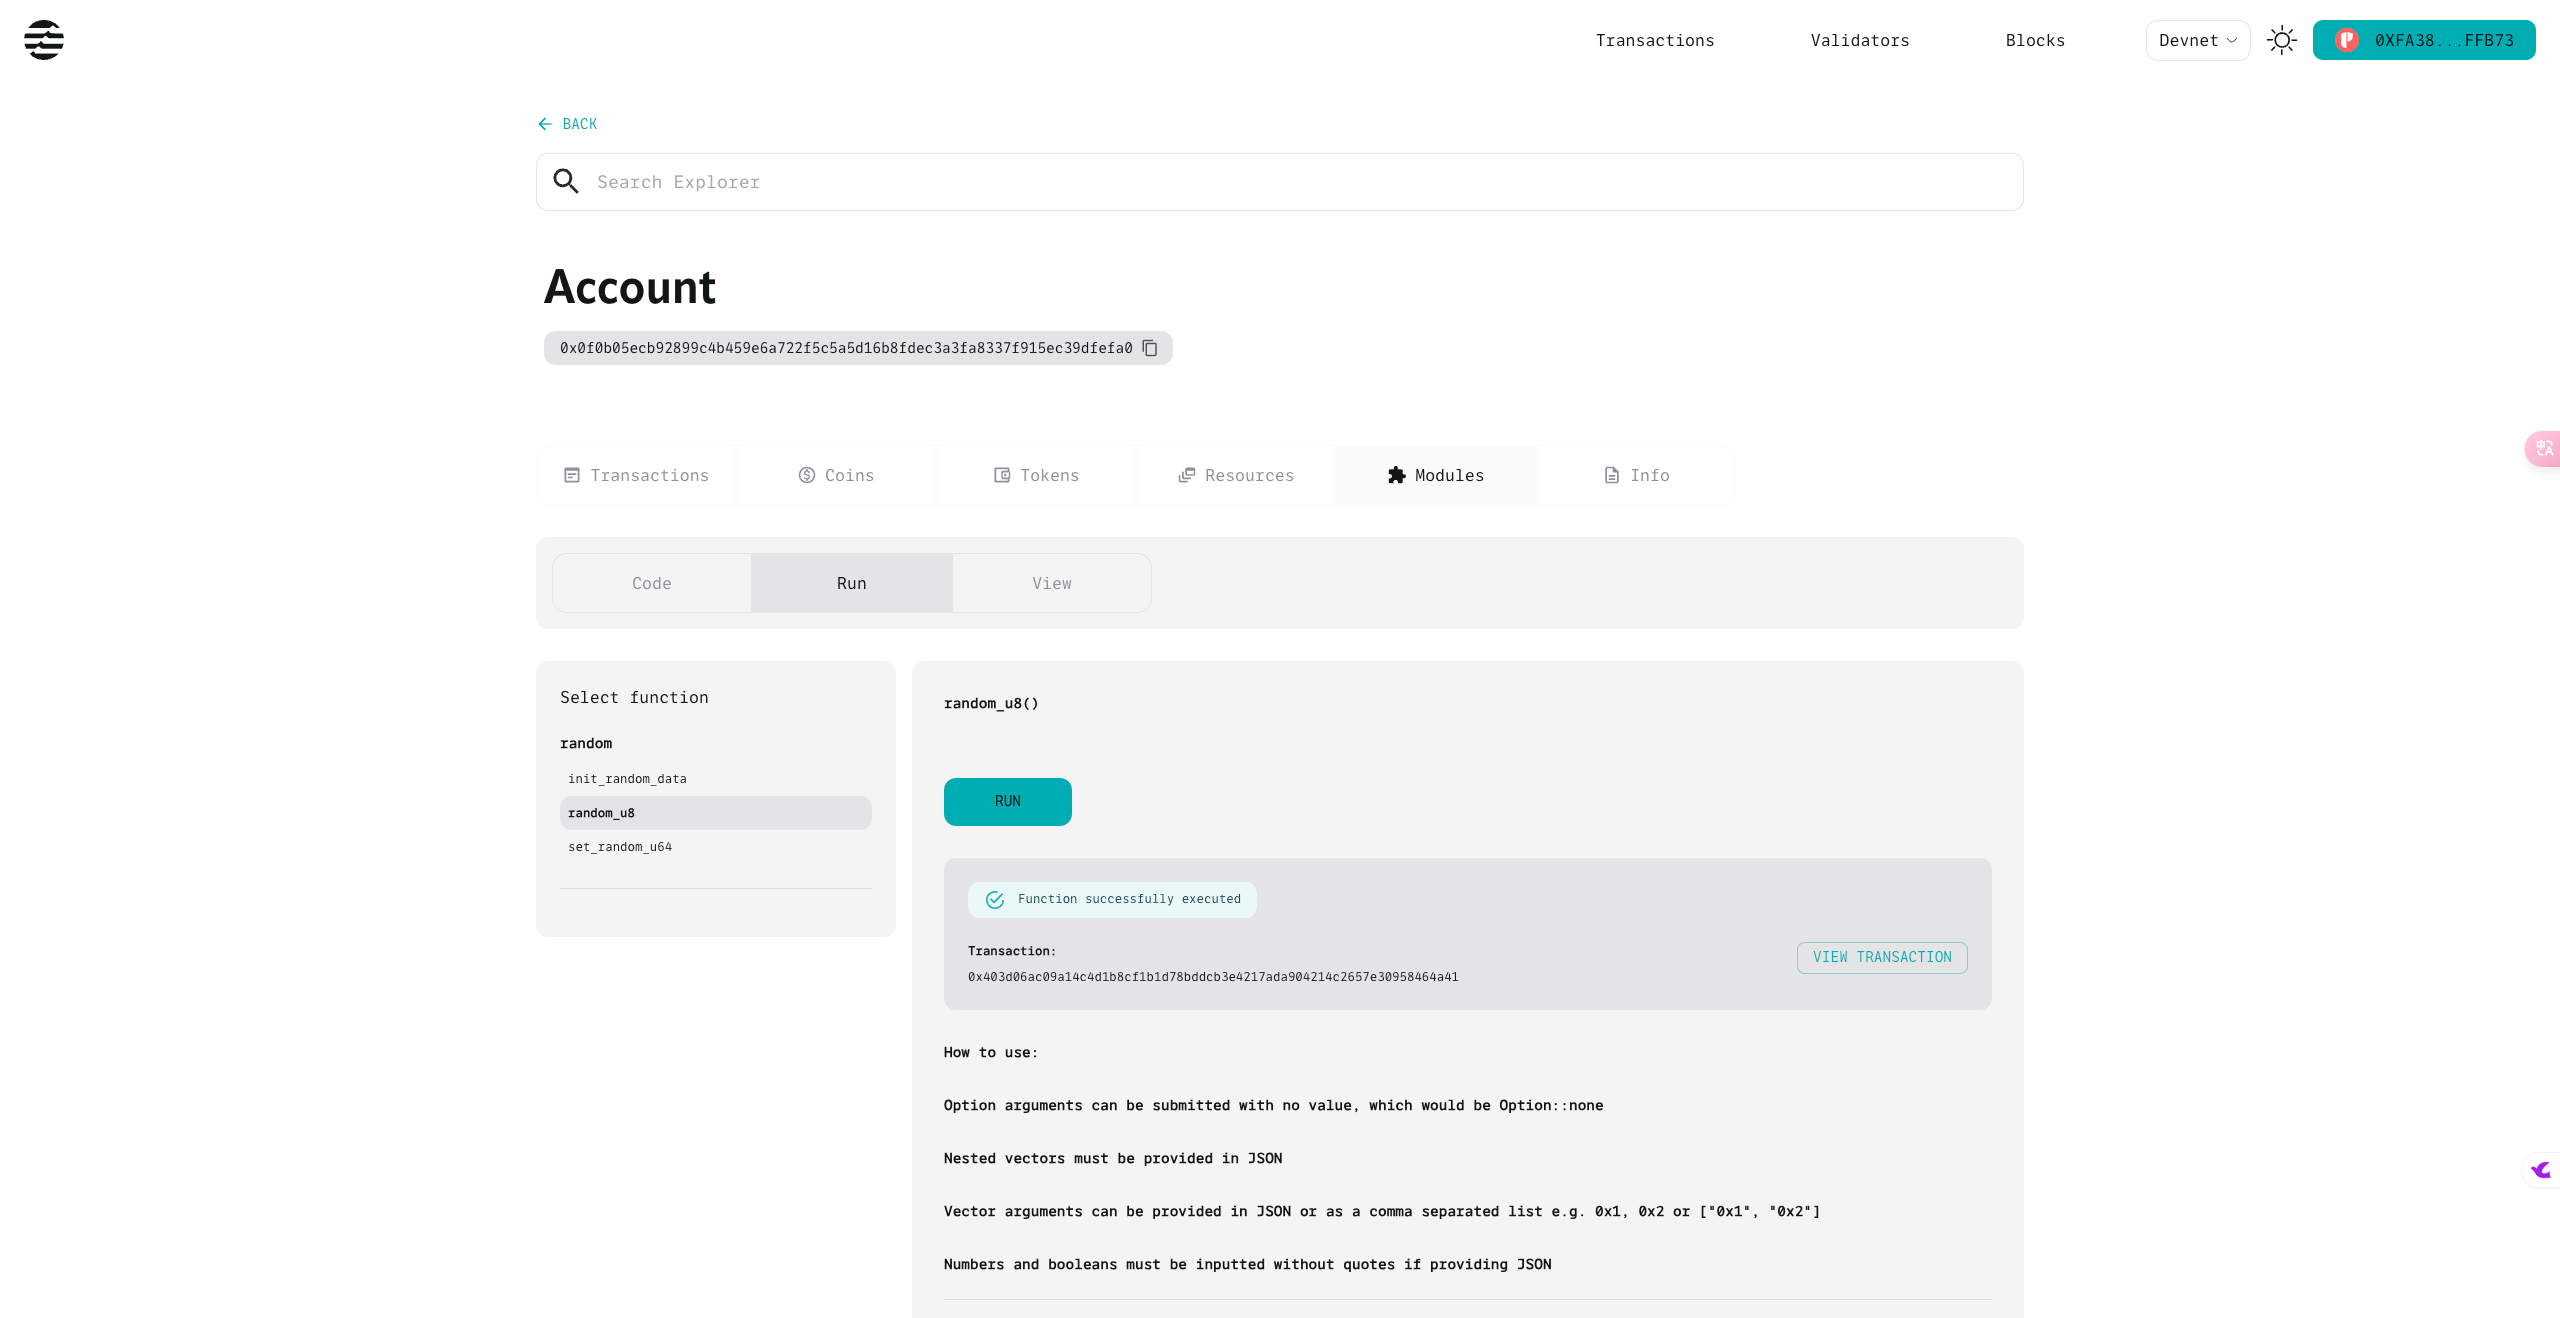 Transactions
Validators
Blocks
Devnet
0XFA38...FFB73
BACK
Search Explorer
Account
0x0f0b05ecb92899c4b459e6a722f5c5a5d16b8fdec3a3fa8337f915ec39dfefa0
Transactions
Coins
Tokens
Resources
Modules
Info
Code
Run
View
Select function
random
init_random_data
random_u8
set_random_u64
random_u8()
RUN
Function successfully executed
Transaction:
0x403d06ac09a14c4d1b8cf1b1d78bddcb3e4217ada904214c2657e30958464a41
VIEW TRANSACTION
How to use:
Option arguments can be submitted with no value, which would be Option::none
Nested vectors must be provided in JSON
Vector arguments can be provided in JSON or as a comma separated list e.g. 0x1, 0x2 or ["0x1", "0x2"]
Numbers and booleans must be inputted without quotes if providing JSON